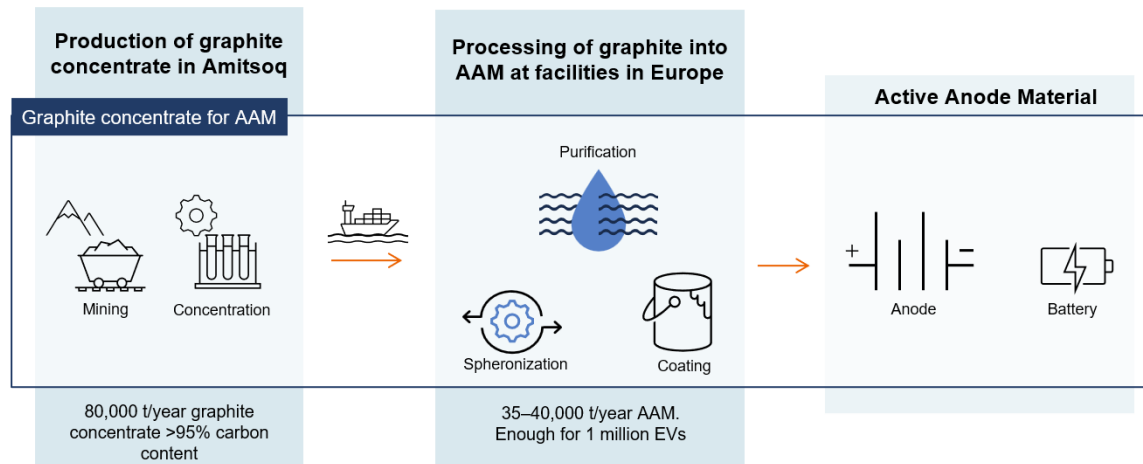 Production of graphite
concentrate in Amitsoq
Processing of graphite into
AAM at facilities in Europe
Active Anode Material
Graphite concentrate for AAM
Purification
Mining
Concentration
Spheronization
Coating
+
Anode
Battery
80,000 t/year graphite
concentrate >95% carbon
content
35–40,000 t/year AAM.
Enough for 1 million EVs